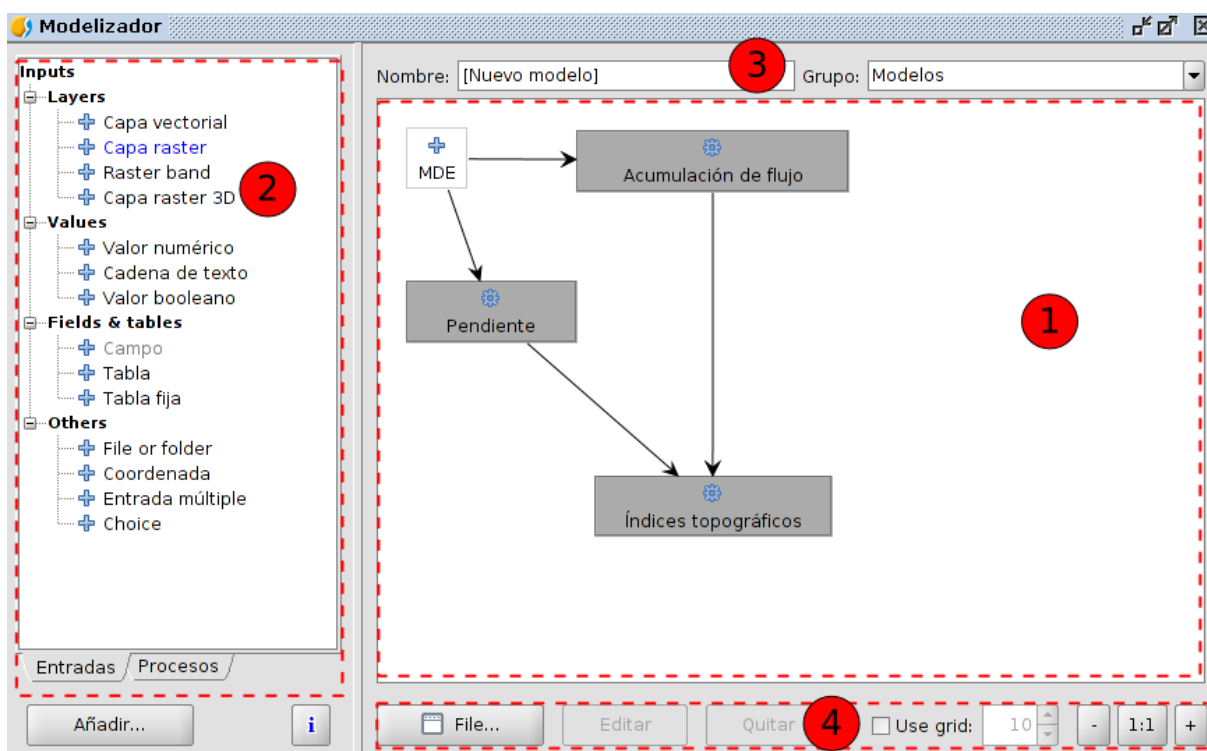 Modelizador
Inputs
Layers
Capa vectorial
Capa raster
Raster band
Capa raster 3D
Values
Valor numérico
Cadena de texto
Valor booleano
Fields & tables
Campo
Tabla
Tabla fija
Others
File or folder
Coordenada
Entrada múltiple
Choice
Entradas Procesos
Añadir... i
2
Nombre: [Nuevo modelo] 3 Grupo: Modelos
MDE
Acumulación de flujo
Pendiente
1
Índices topográficos
File... Editar Quitar 4 Use grid: 10 - 1:1 +